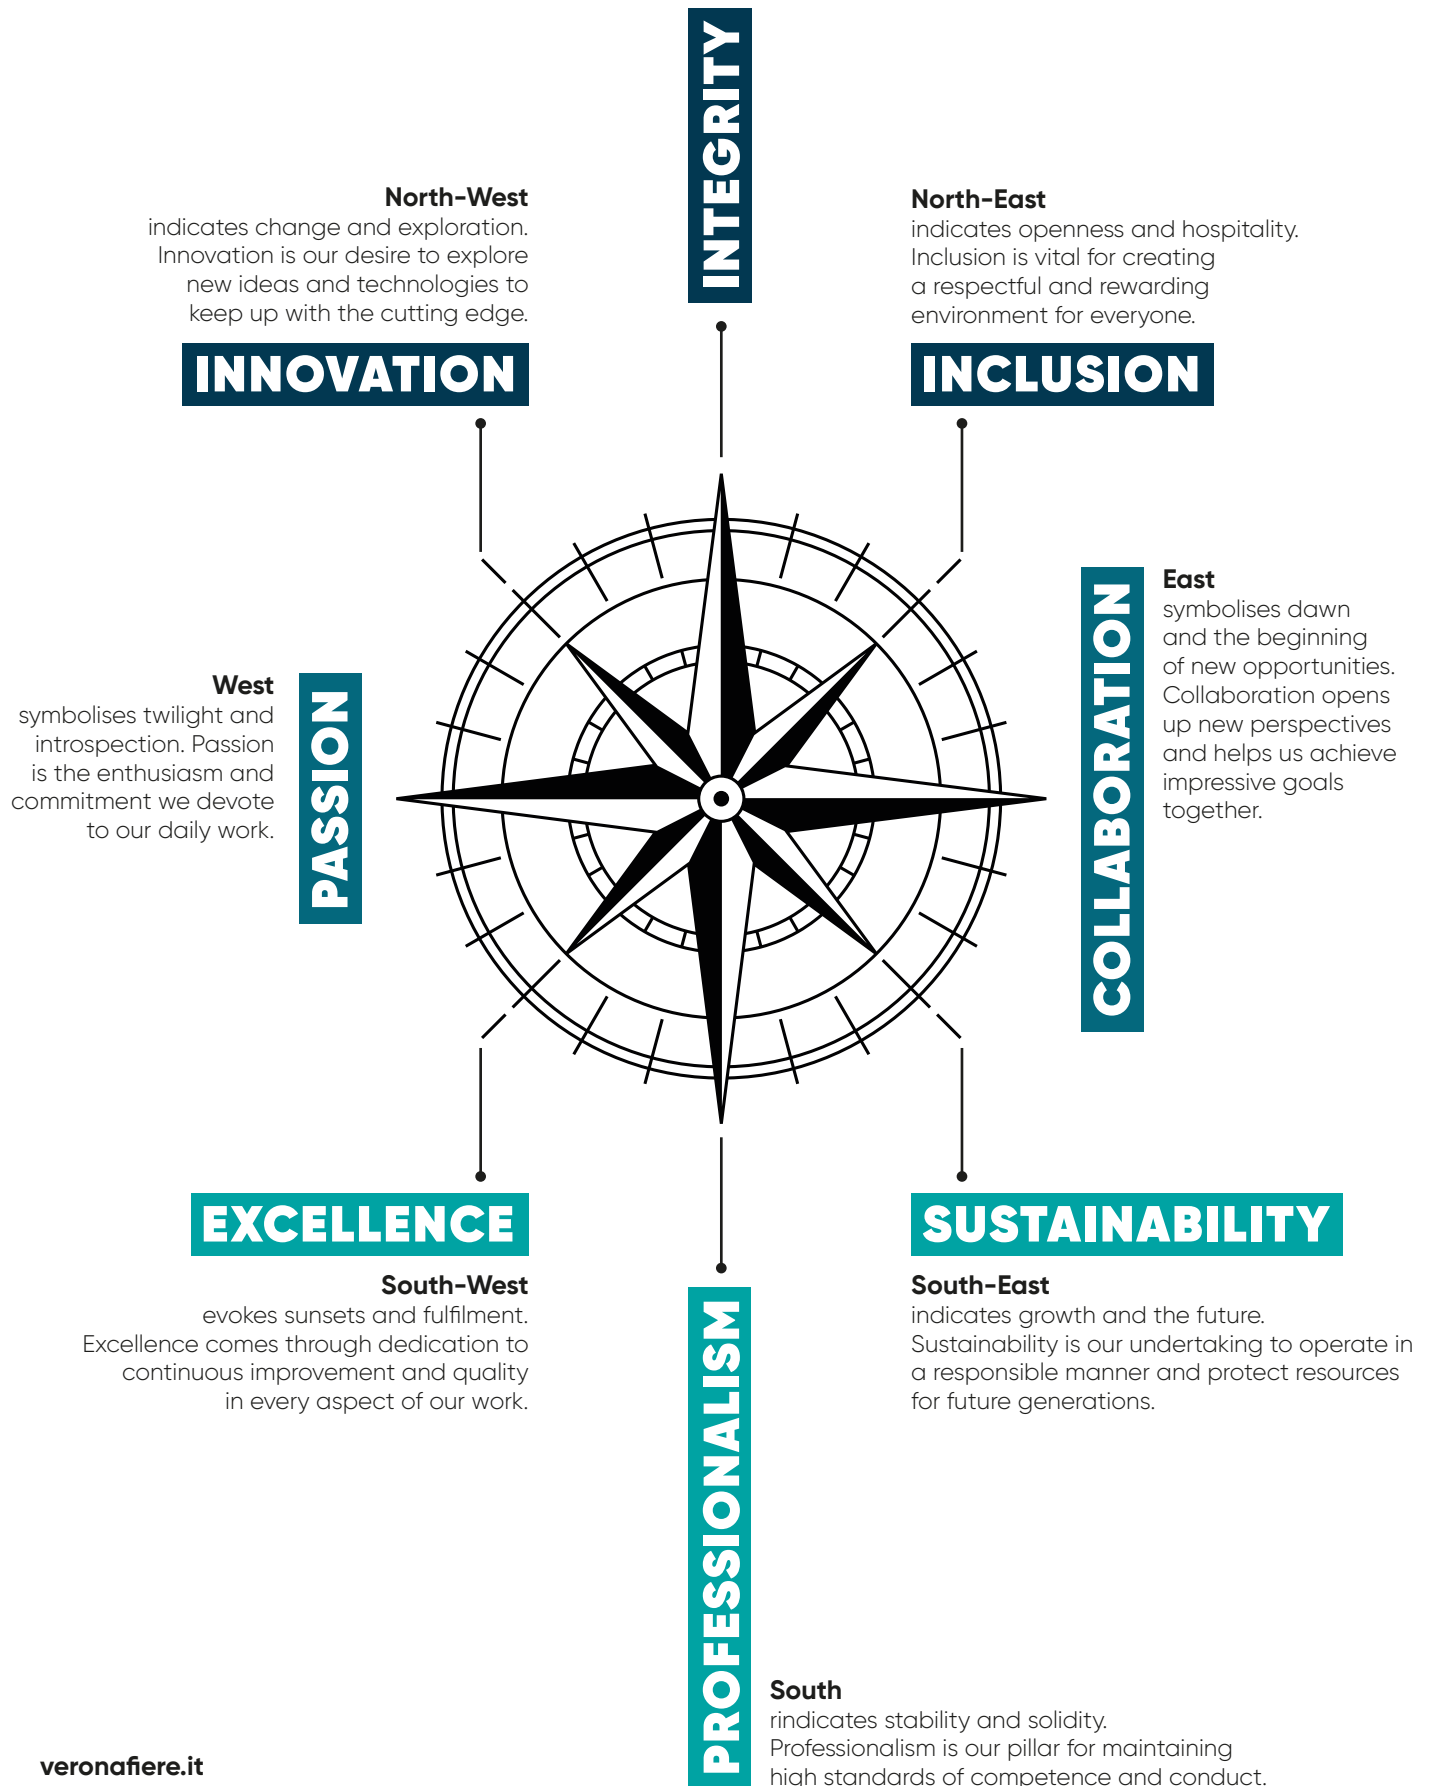 INTEGRITY
North-West
indicates change and exploration.
Innovation is our desire to explore
new ideas and technologies to
keep up with the cutting edge.
INNOVATION
North-East
indicates openness and hospitality.
Inclusion is vital for creating
a respectful and rewarding
environment for everyone.
INCLUSION
West
symbolises twilight and
introspection. Passion
is the enthusiasm and
commitment we devote
to our daily work.
PASSION
COLLABORATION
East
symbolises dawn
and the beginning
of new opportunities.
Collaboration opens
up new perspectives
and helps us achieve
impressive goals
together.
EXCELLENCE
South-West
evokes sunsets and fulfilment.
Excellence comes through dedication to
continuous improvement and quality
in every aspect of our work.
SUSTAINABILITY
South-East
indicates growth and the future.
Sustainability is our undertaking to operate in
a responsible manner and protect resources
for future generations.
PROFESSIONALISM
South
rindicates stability and solidity.
Professionalism is our pillar for maintaining
high standards of competence and conduct.
veronafiere.it